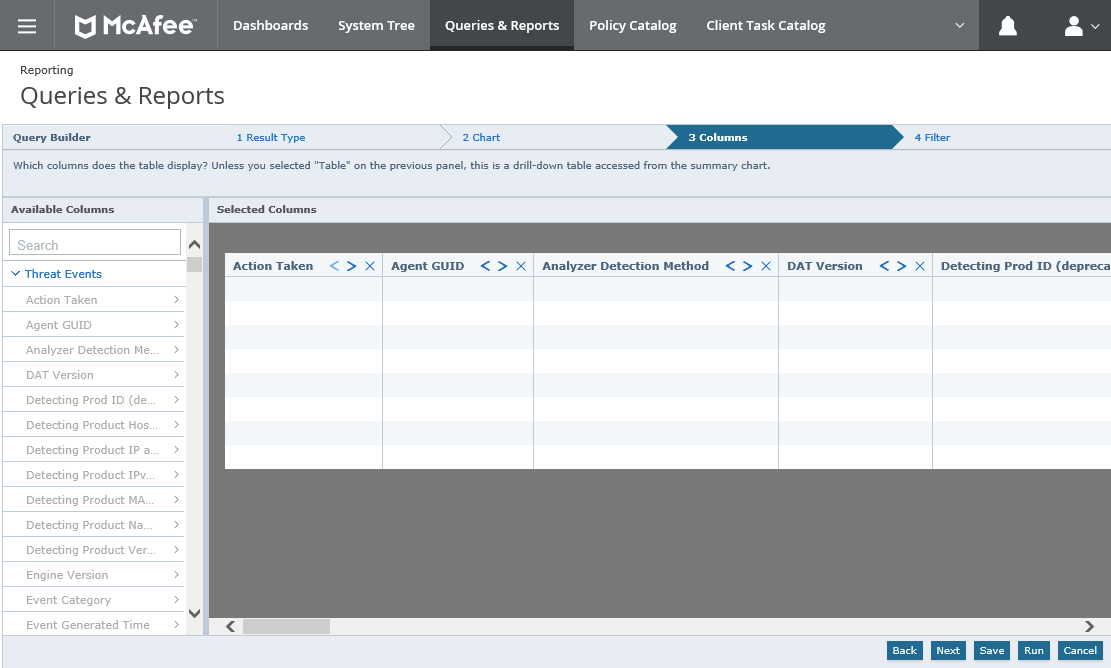 McAfee™ Dashboards System Tree Queries & Reports Policy Catalog Client Task Catalog
Reporting
Queries & Reports
Query Builder 1 Result Type 2 Chart 3 Columns 4 Filter
Which columns does the table display? Unless you selected "Table" on the previous panel, this is a drill-down table accessed from the summary chart.
Available Columns
Search
Threat Events
Action Taken
Agent GUID
Analyzer Detection Me...
DAT Version
Detecting Prod ID (de...
Detecting Product Hos...
Detecting Product IP a...
Detecting Product IPv...
Detecting Product MA...
Detecting Product Na...
Detecting Product Ver...
Engine Version
Event Category
Event Generated Time
Selected Columns
Action Taken Agent GUID Analyzer Detection Method DAT Version Detecting Prod ID (depreca
Back Next Save Run Cancel